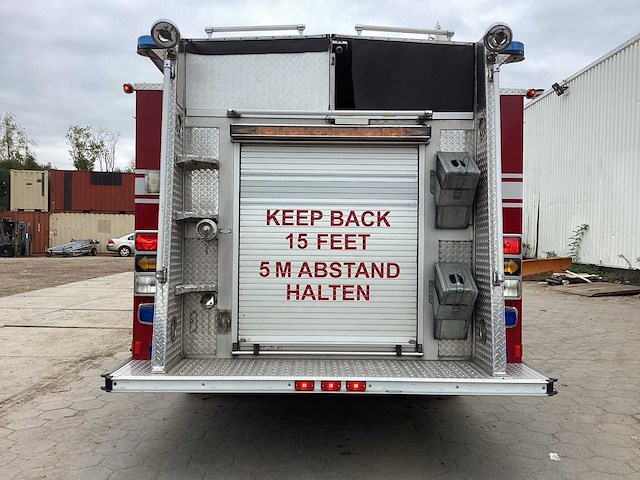 KEEP BACK
15 FEET
5 M ABSTAND
HALTEN